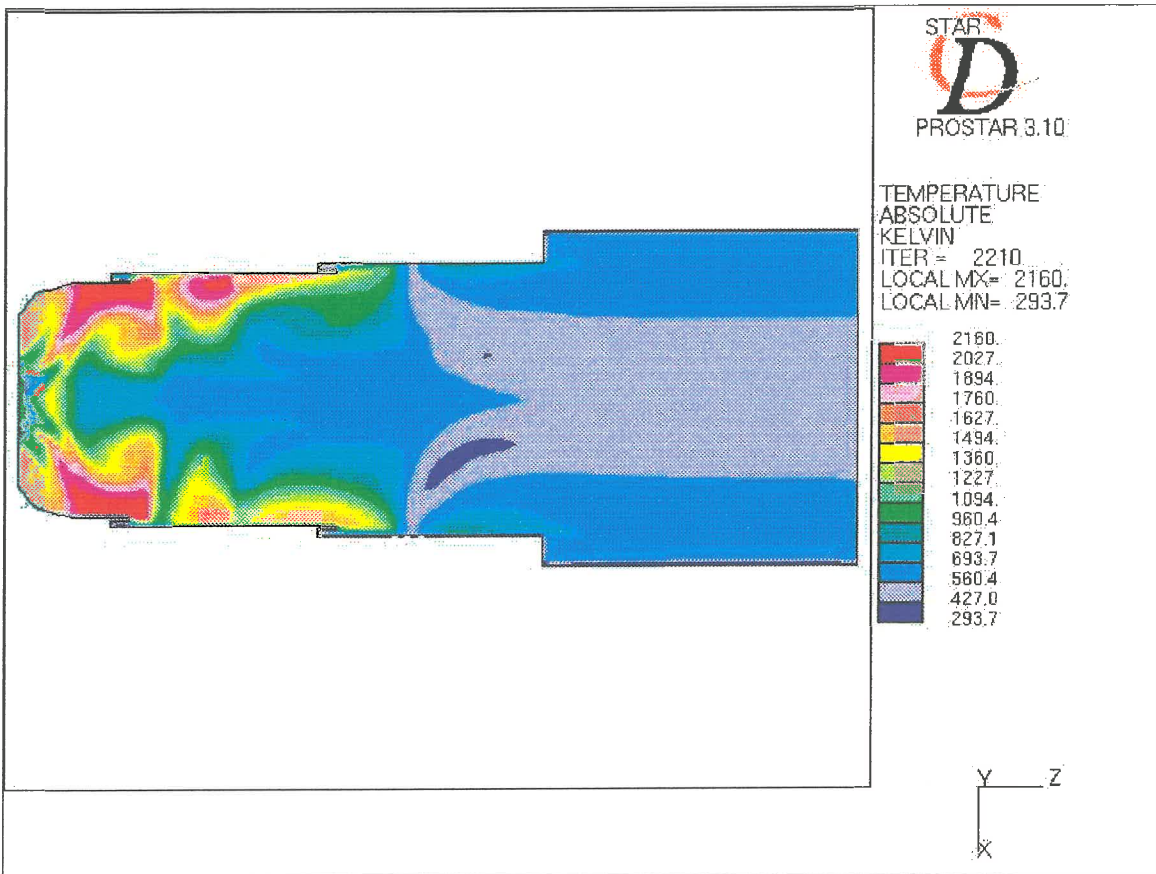 STAR
CD
PROSTAR 3.10
TEMPERATURE
ABSOLUTE
KELVIN
ITER = 2210
LOCAL MX= 2160.
LOCAL MN= 293.7
2160.
2027.
1894.
1760.
1627.
1494.
1360.
1227.
1094.
960.4
827.1
693.7
560.4
427.0
293.7
Y Z
X